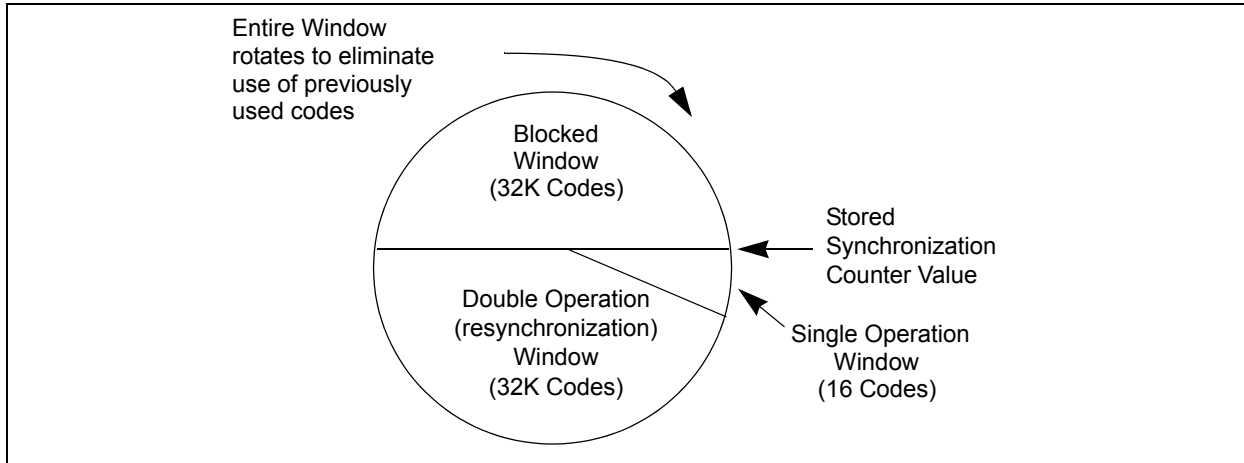 Entire Window
rotates to eliminate
use of previously
used codes
Blocked
Window
(32K Codes)
Stored
Synchronization
Counter Value
Double Operation
(resynchronization)
Window
(32K Codes)
Single Operation
Window
(16 Codes)